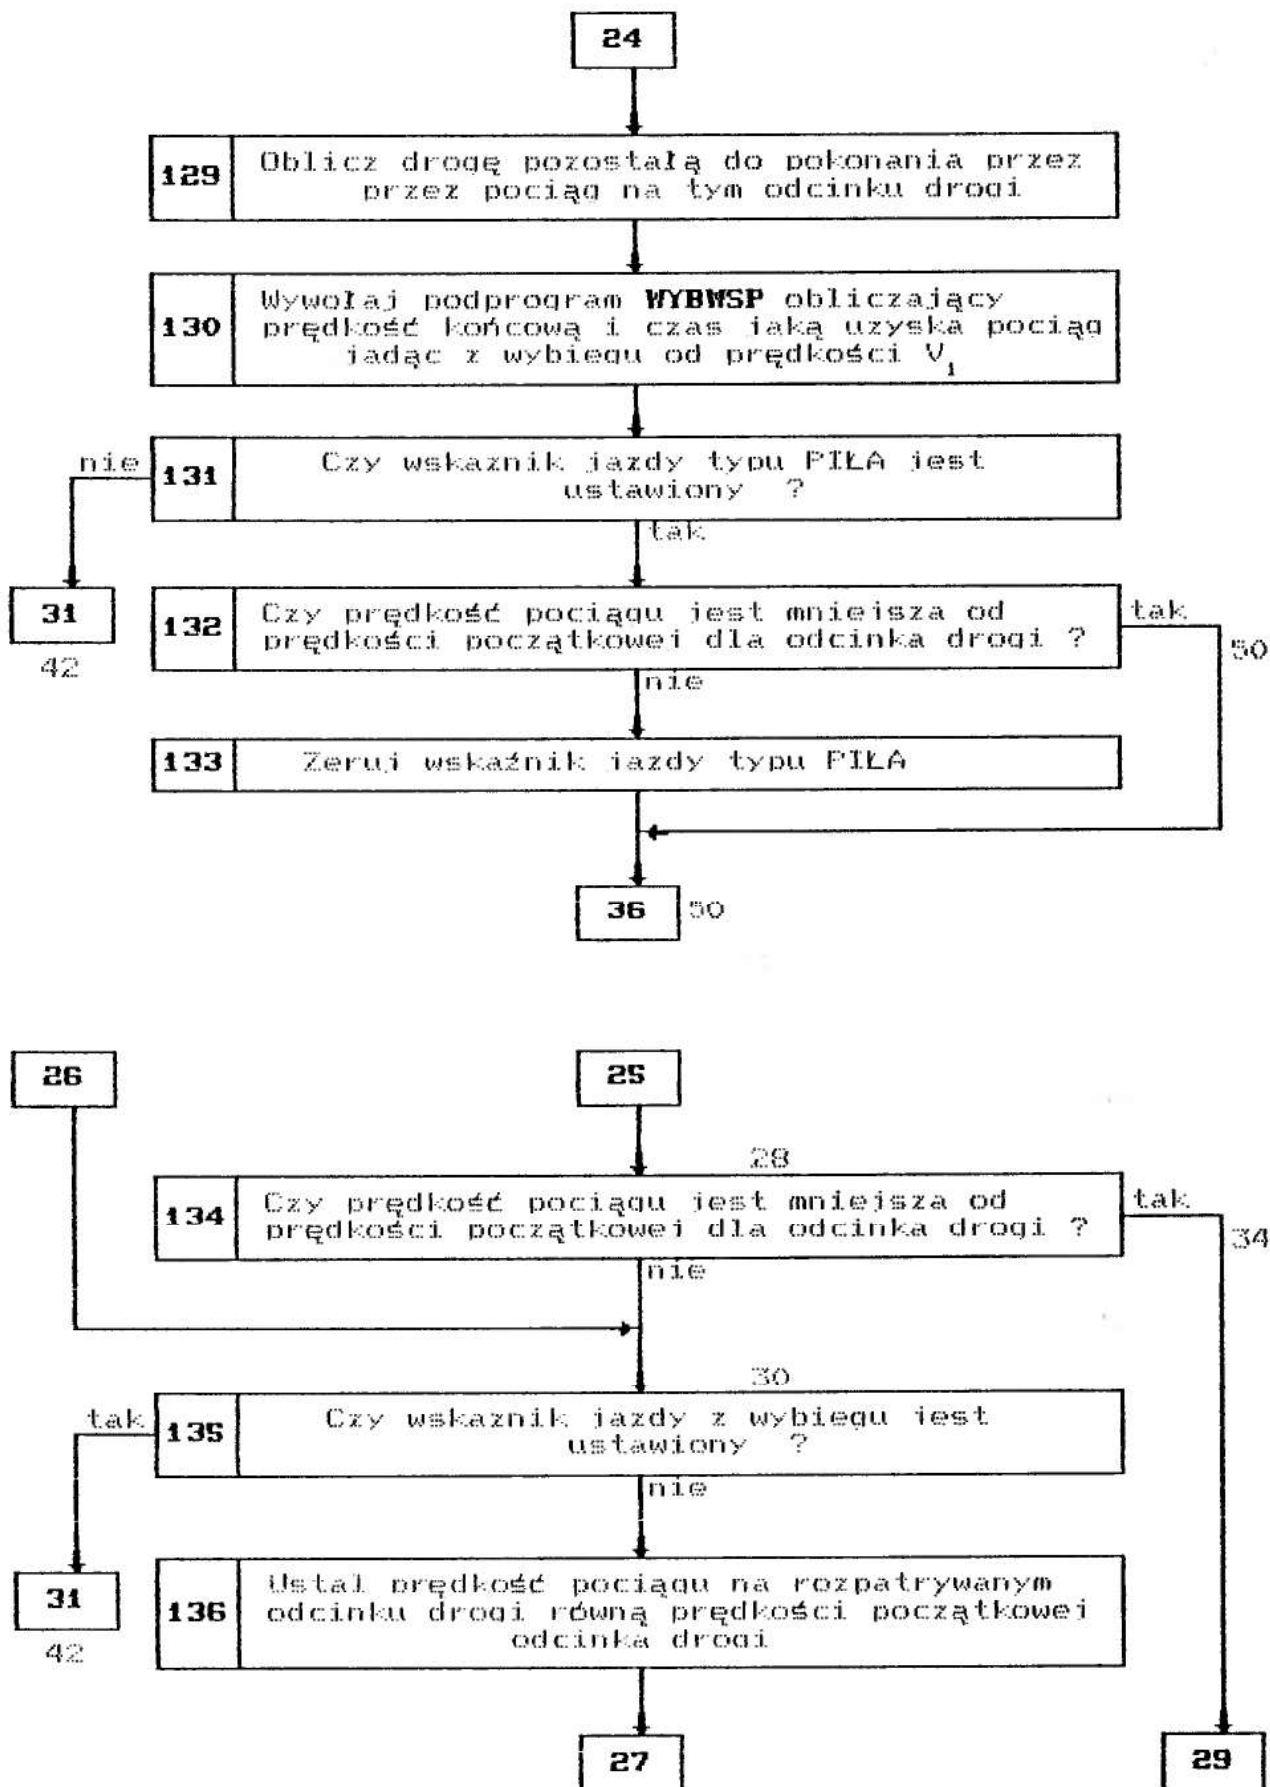 24
129 Oblicz drogę pozostałą do pokonania przez
przez pociąg na tym odcinku drogi
Wywołaj podprogram WYBWSP obliczający
130 prędkość końcową i czas jaką uzyska pociąg
jadąc z wybiegu od prędkości V1
nie 131 Czy wskaznik jazdy typu PIŁA jest
ustawiony ?
tak
31
42
132 Czy prędkość pociągu jest mniejsza od
prędkości początkowej dla odcinka drogi ?
tak
50
nie
133 Zeruj wskaźnik jazdy typu PIŁA
36 50
26
25
28
134 Czy prędkość pociągu jest mniejsza od
prędkości początkowej dla odcinka drogi ?
tak
34
nie
30
tak 135 Czy wskaznik jazdy z wybiegu jest
ustawiony ?
nie
31
42
136 Ustal prędkość pociągu na rozpatrywanym
odcinku drogi równą prędkości początkowej
odcinka drogi
27
29